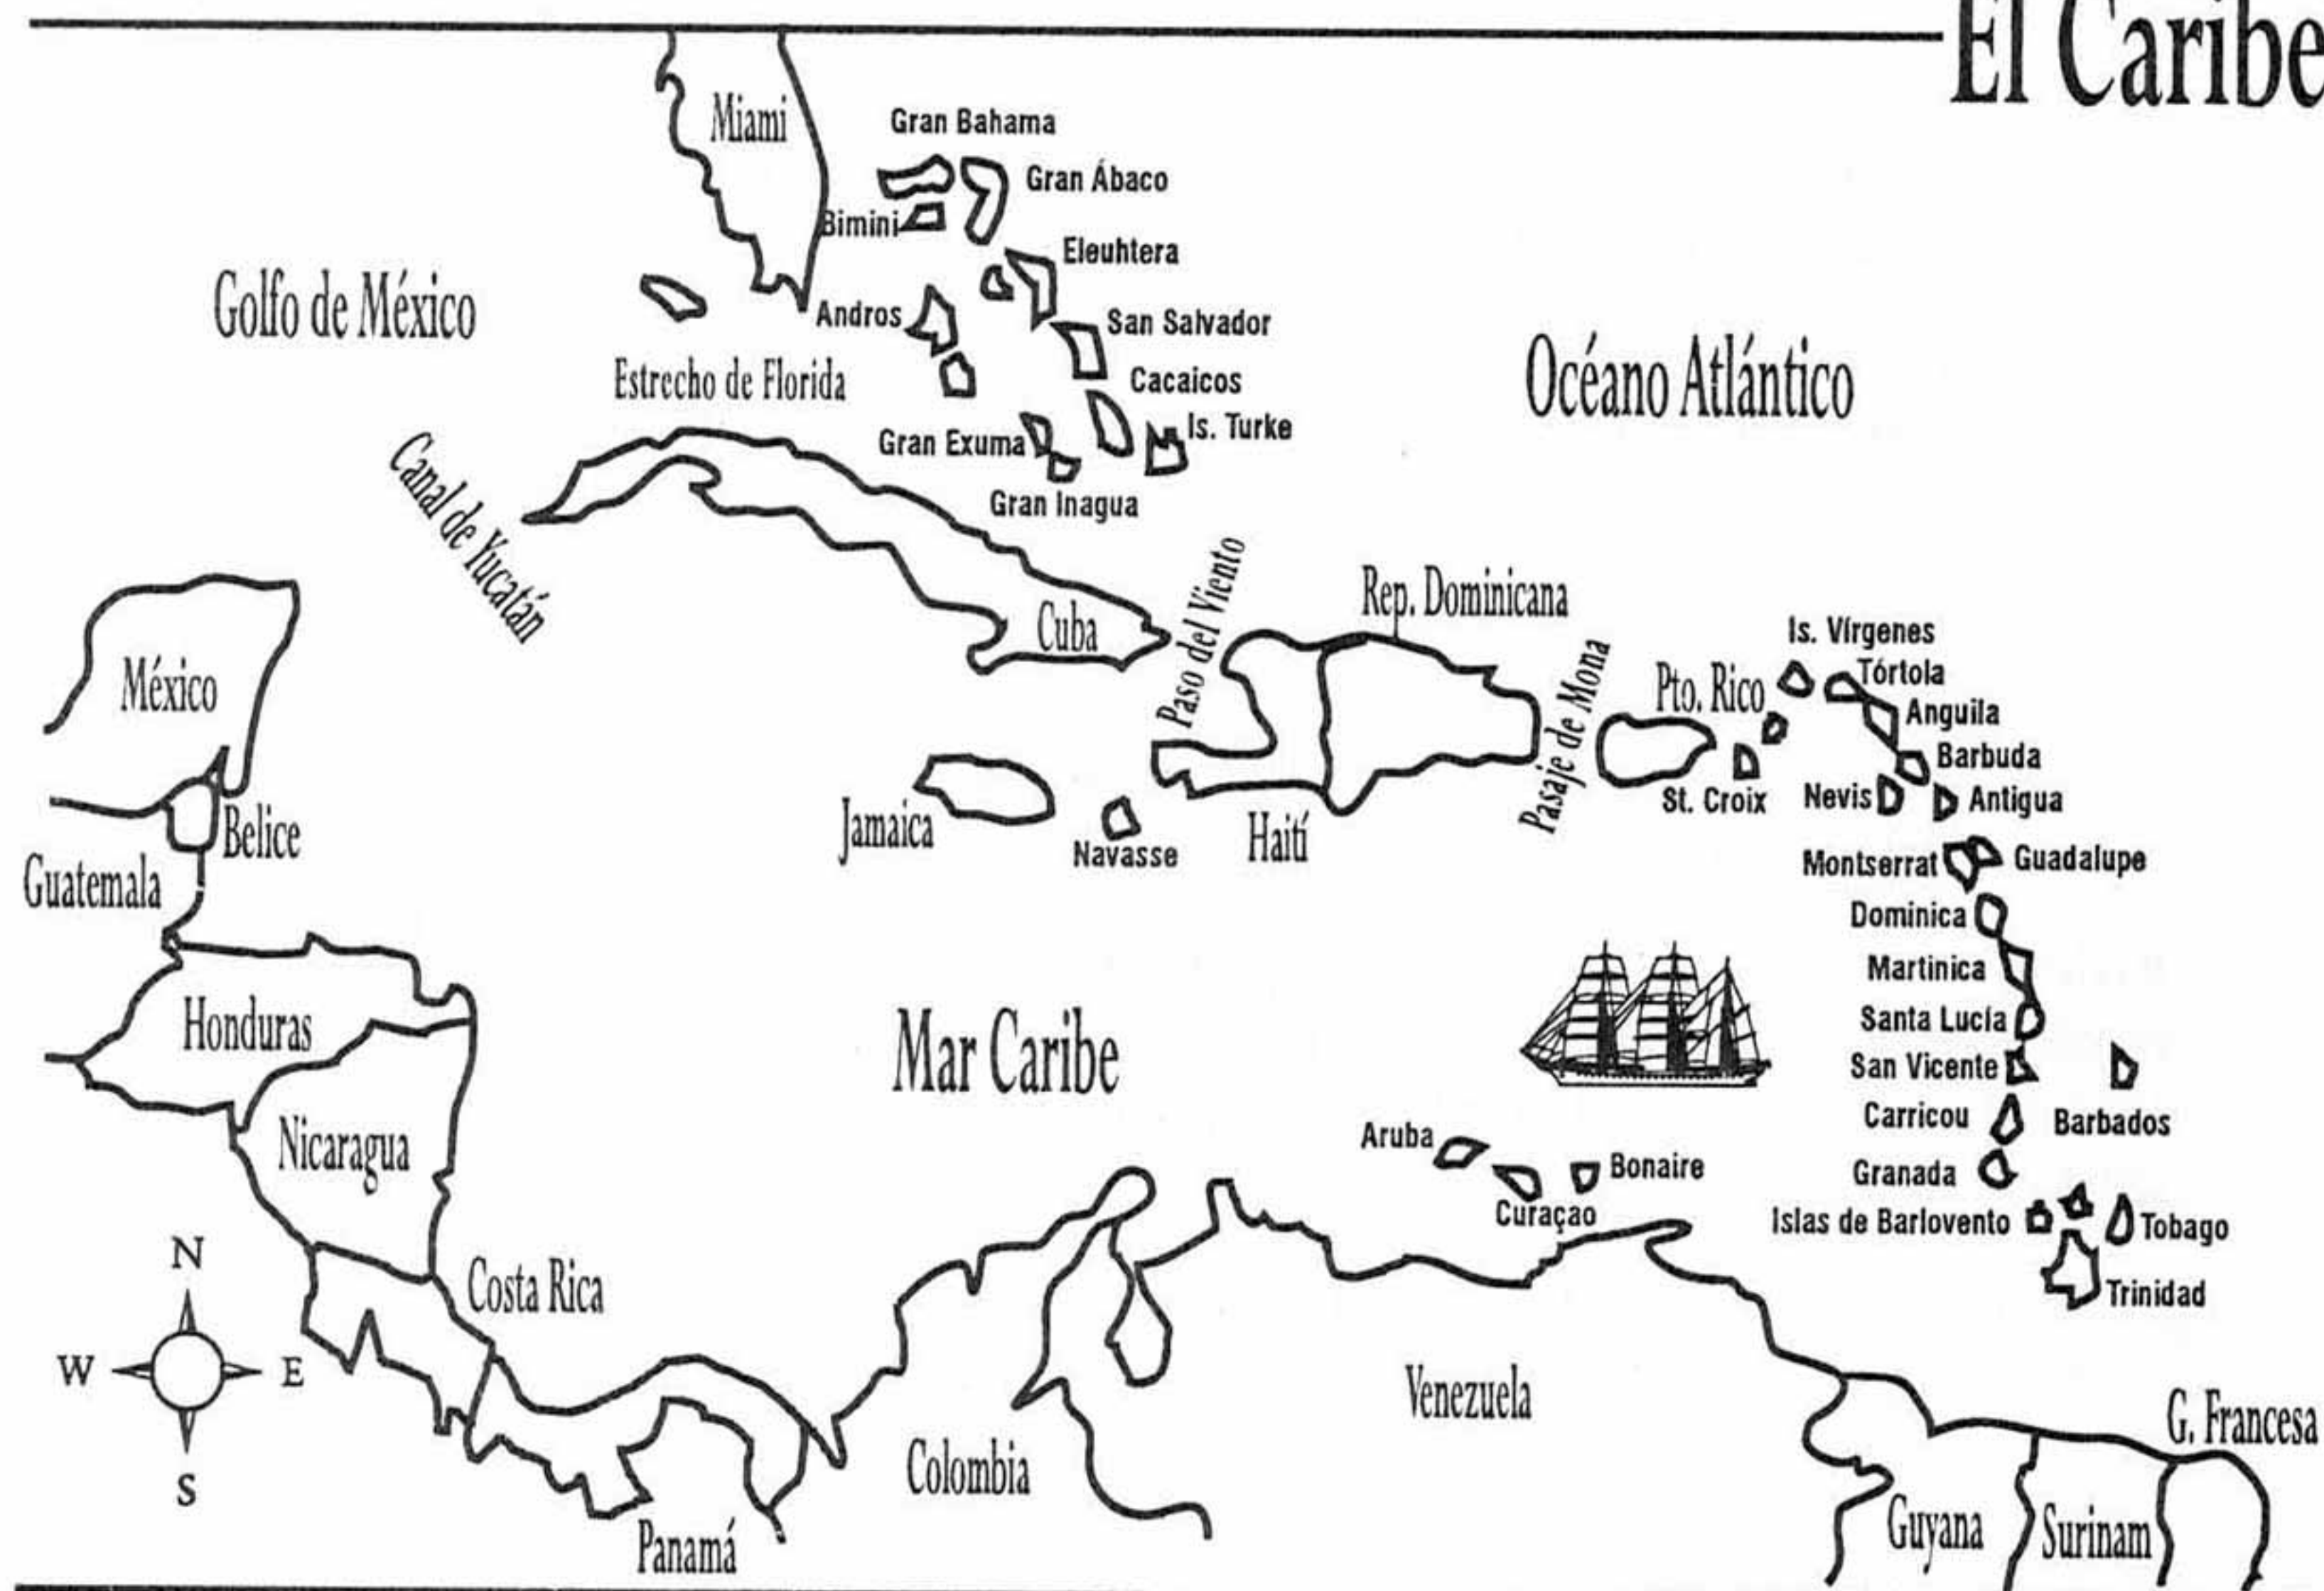 El Caribe
Miami
Gran Bahama
Gran Ábaco
Bimini
Eleuhtera
Golfo de México
Andros
San Salvador
Estrecho de Florida
Cacaicos
Océano Atlántico
Is. Turke
Gran Exuma
Gran Inagua
Canal de Yucatán
Cuba
Paso del Viento
Rep. Dominicana
Pasaje de Mona
Pto. Rico
Is. Vírgenes
Tórtola
Anguila
Barbuda
México
Belice
Guatemala
Jamaica
Navasse
Haití
St. Croix
Nevis
Antigua
Montserrat
Guadalupe
Dominica
Martinica
Santa Lucía
San Vicente
Carricou
Barbados
Granada
Islas de Barlovento
Tobago
Trinidad
Honduras
Mar Caribe
Nicaragua
Aruba
Bonaire
Curaçao
Costa Rica
N
W
E
S
Venezuela
Colombia
Panamá
G. Francesa
Guyana
Surinam